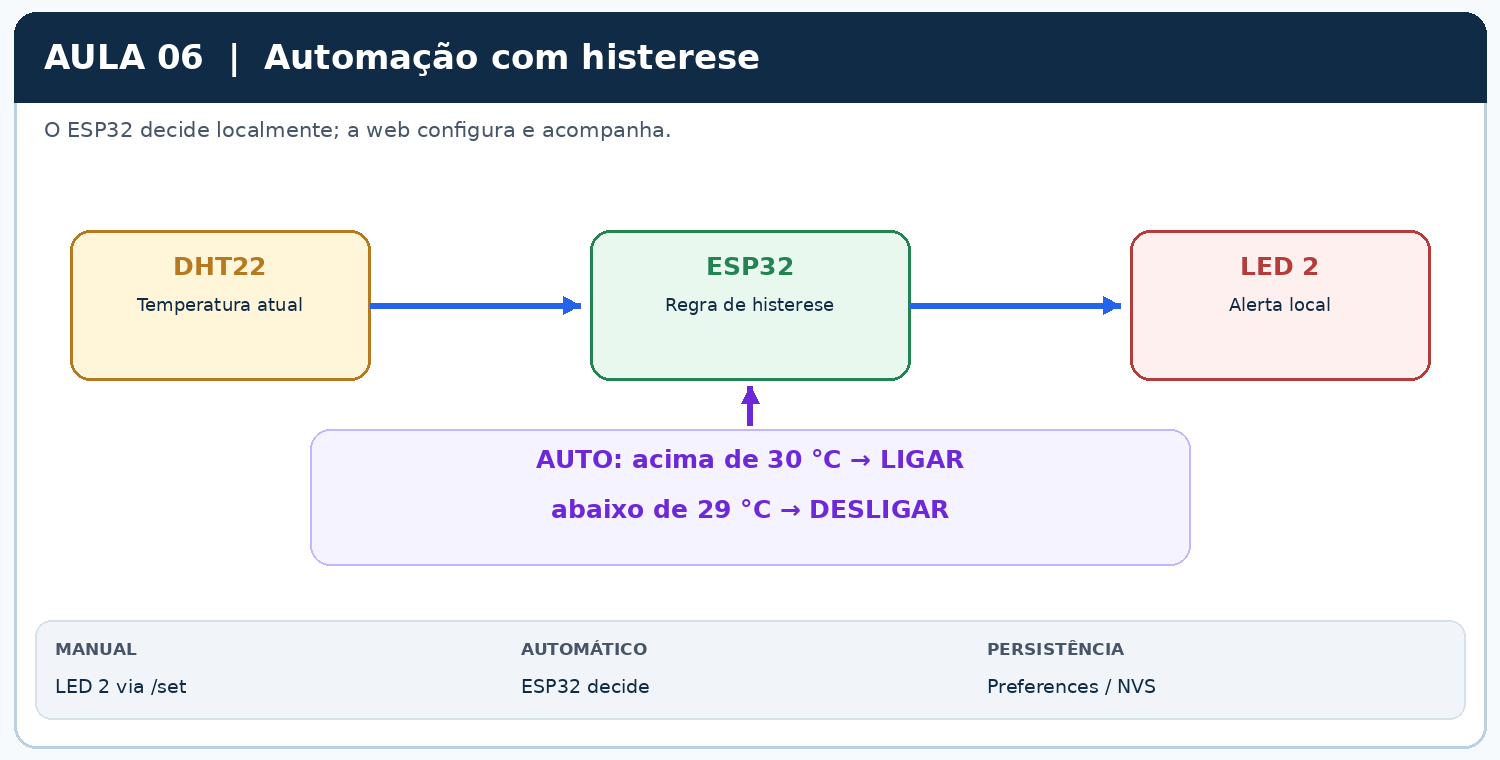 AULA 06 | Automação com histerese
O ESP32 decide localmente; a web configura e acompanha.
DHT22
Temperatura atual
ESP32
Regra de histerese
LED 2
Alerta local
AUTO: acima de 30 °C → LIGAR
abaixo de 29 °C → DESLIGAR
MANUAL
LED 2 via /set
AUTOMÁTICO
ESP32 decide
PERSISTÊNCIA
Preferences / NVS